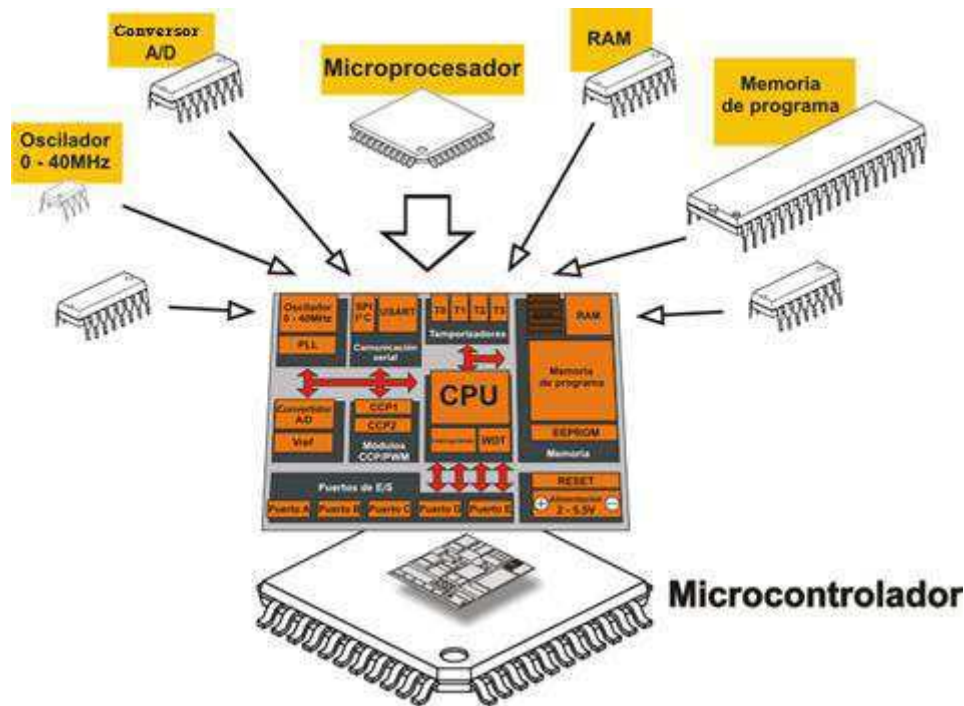 Conversor
A/D
Microprocesador
RAM
Memoria
de programa
Oscilador
0 - 40MHz
Oscilador
0 - 40MHz
PLL
SPI
I²C
USART
Comunicación
serial
T0 T1 T2 T3
Temporizadores
RAM
Memoria
de programa
EEPROM
Memoria
CPU
WDT
Convertidor
A/D
Vref
CCP1
CCP2
Módulos
CCP/PWM
Puertos de E/S
Puerto A Puerto B Puerto C Puerto D Puerto E
RESET
Alimentación
2 - 5.5V
Microcontrolador